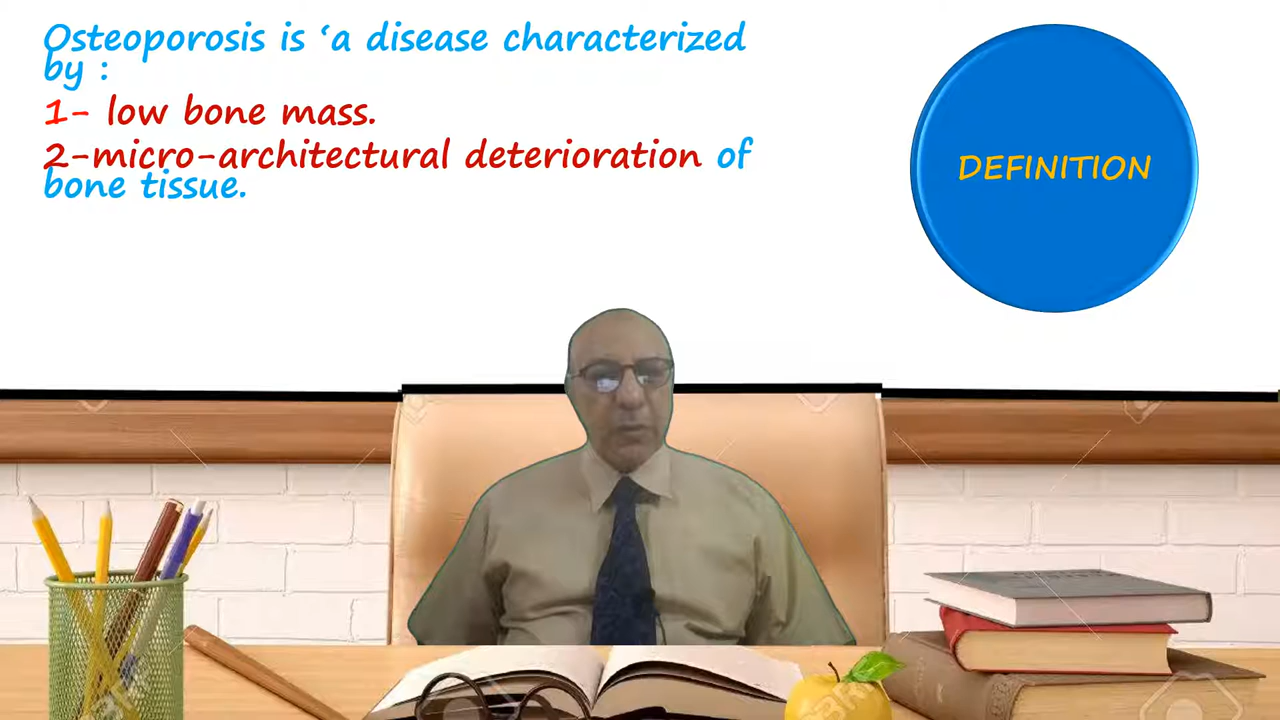 Osteoporosis is ‘a disease characterized
by :
1- low bone mass.
2-micro-architectural deterioration of
bone tissue.
DEFINITION